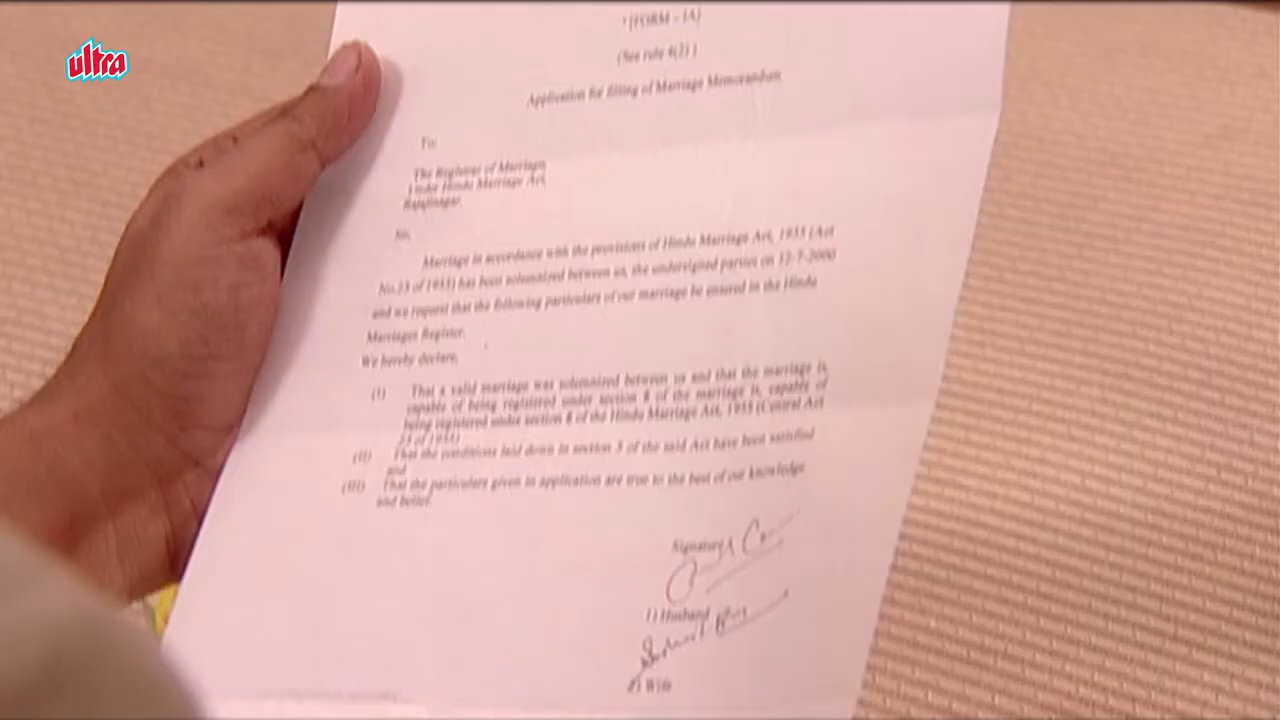 ultra
[FORM - IA]
(See rule 4(2) )
Application for filling of Marriage Memorandum
To:
The Registrar of Marriage,
Under Hindu Marriage Act,
Rajajinagar.
Sir,
Marriage in accordance with the provisions of Hindu Marriage Act, 1955 (Act
No.25 of 1955) has been solemnized between us, the undersigned parties on 12-7-2000
and we request that the following particulars of our marriage be entered in the Hindu
Marriages Register.
We hereby declare,
(I) That a valid marriage was solemnized between us and that the marriage is,
capable of being registered under section 8 of the marriage is, capable of
being registered under section 8 of the Hindu Marriage Act, 1955 (Central Act
25 of 1955)
(II) That the conditions laid down in section 5 of the said Act have been satisfied
and
(III) That the particulars given in application are true to the best of our knowledge
and belief.
Signature
1) Husband
2) Wife